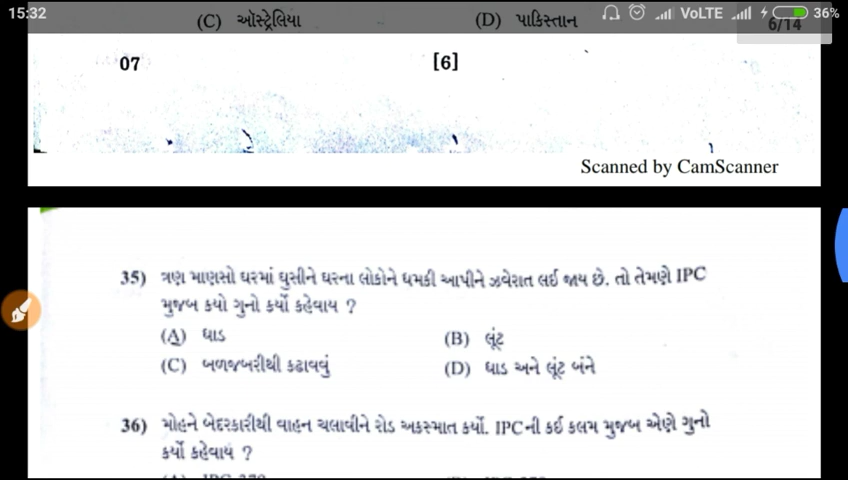 15:32
VoLTE
36%
(C) ઑસ્ટ્રેલિયા (D) પાકિસ્તાન
6/14
07 [6]
Scanned by CamScanner
35) ત્રણ માણસો ઘરમાં ઘુસીને ઘરના લોકોને ધમકી આપીને ઝવેરાત લઈ જાય છે. તો તેમણે IPC
મુજબ કયો ગુનો કર્યો કહેવાય ?
(A) ધાડ (B) લૂંટ
(C) બળજબરીથી કઢાવવું (D) ધાડ અને લૂંટ બંને
36) મોહને બેદરકારીથી વાહન ચલાવીને રોડ અકસ્માત કર્યો. IPCની કઈ કલમ મુજબ એણે ગુનો
કર્યો કહેવાય ?